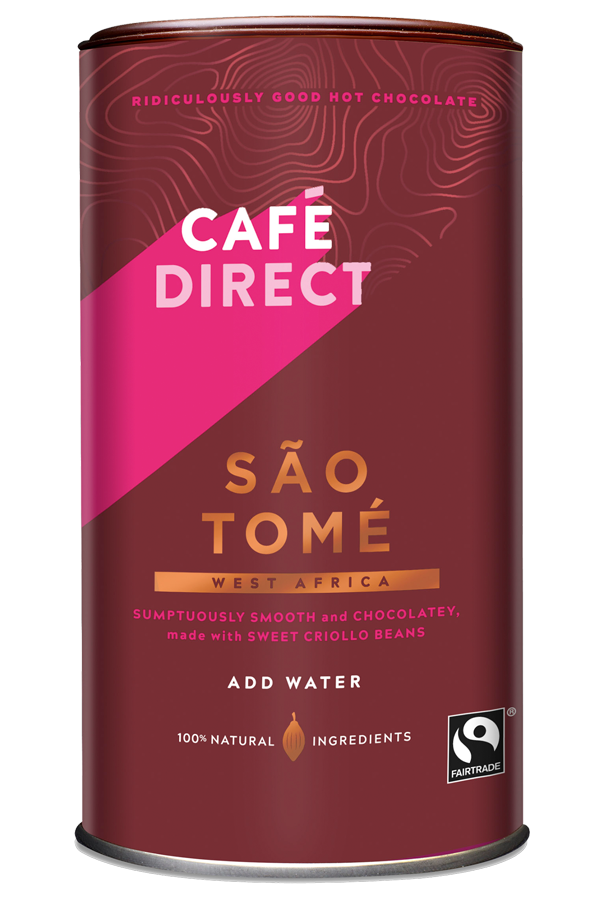 RIDICULOUSLY GOOD HOT CHOCOLATE
CAFÉ
DIRECT
SÃO
TOMÉ
WEST AFRICA
SUMPTUOUSLY SMOOTH and CHOCOLATEY,
made with SWEET CRIOLLO BEANS
ADD WATER
100% NATURAL INGREDIENTS
®
FAIRTRADE